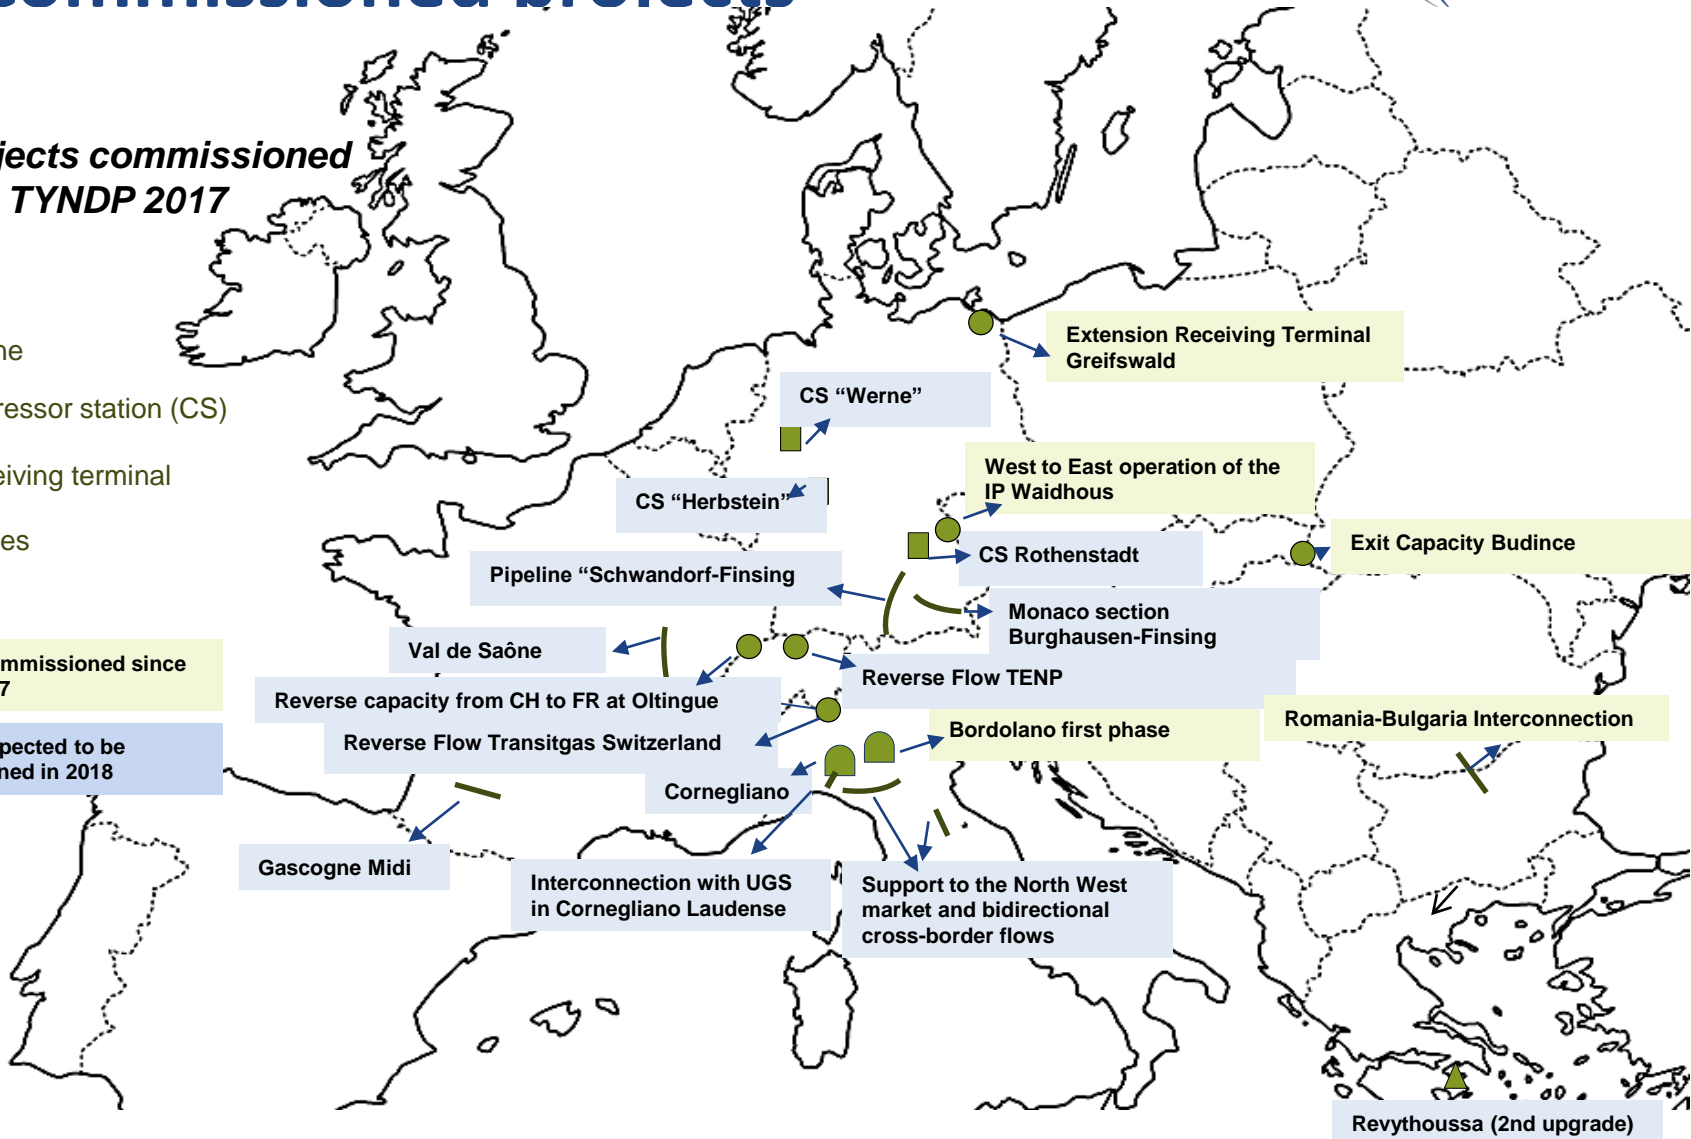 commissioned projects
jects commissioned
TYNDP 2017
ne
ressor station (CS)
eiving terminal
es
mmissioned since
7
pected to be
ned in 2018
Extension Receiving Terminal
Greifswald
CS “Werne”
West to East operation of the
IP Waidhous
CS “Herbstein”
Exit Capacity Budince
CS Rothenstadt
Pipeline “Schwandorf-Finsing
Monaco section
Burghausen-Finsing
Val de Saône
Reverse Flow TENP
Reverse capacity from CH to FR at Oltingue
Romania-Bulgaria Interconnection
Bordolano first phase
Reverse Flow Transitgas Switzerland
Cornegliano
Gascogne Midi
Interconnection with UGS
in Cornegliano Laudense
Support to the North West
market and bidirectional
cross-border flows
Revythoussa (2nd upgrade)